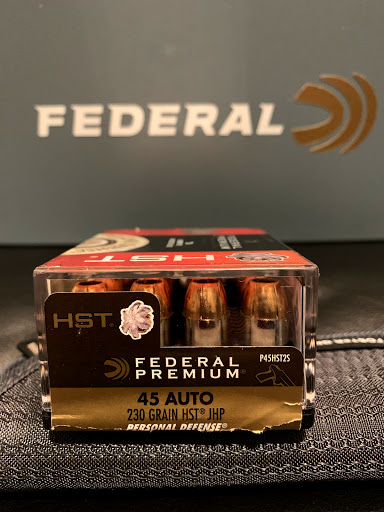 FEDERAL
HST
HST®
FEDERAL
PREMIUM®
P45HST2S
45 AUTO
230 GRAIN HST® JHP
PERSONAL DEFENSE®